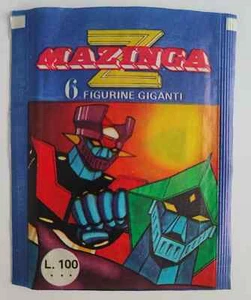 MAZINGA
Z
6 FIGURINE GIGANTI
L. 100